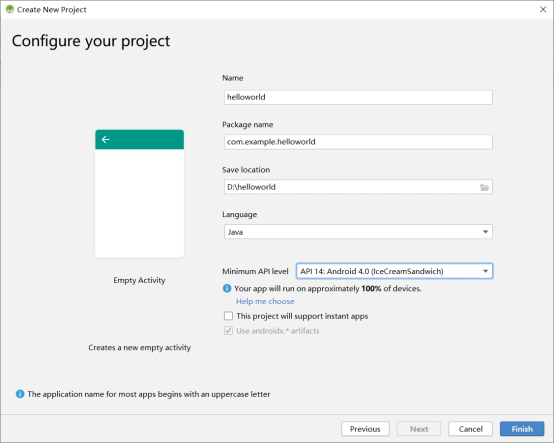 Create New Project
Configure your project
Name
helloworld
Package name
com.example.helloworld
Save location
D:\helloworld
Language
Java
Minimum API level API 14: Android 4.0 (IceCreamSandwich)
Your app will run on approximately 100% of devices.
Help me choose
This project will support instant apps
Use androidx.* artifacts
Empty Activity
Creates a new empty activity
The application name for most apps begins with an uppercase letter
Previous Next Cancel Finish